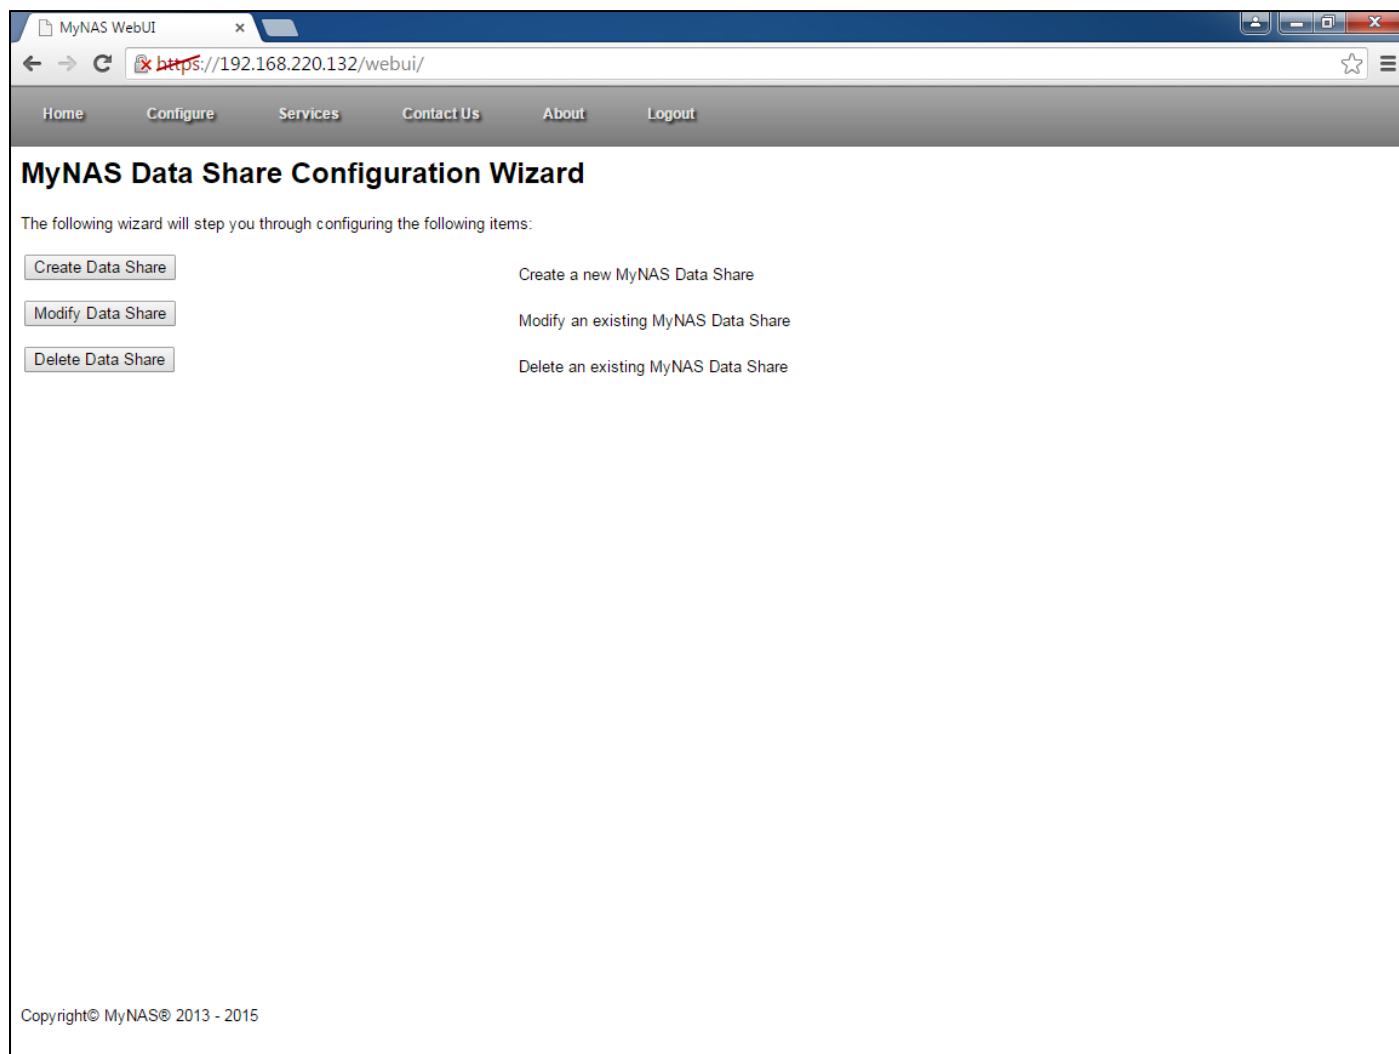 MyNAS WebUI
https://192.168.220.132/webui/
Home Configure Services Contact Us About Logout
MyNAS Data Share Configuration Wizard
The following wizard will step you through configuring the following items:
Create Data Share Create a new MyNAS Data Share
Modify Data Share Modify an existing MyNAS Data Share
Delete Data Share Delete an existing MyNAS Data Share
Copyright© MyNAS® 2013 - 2015